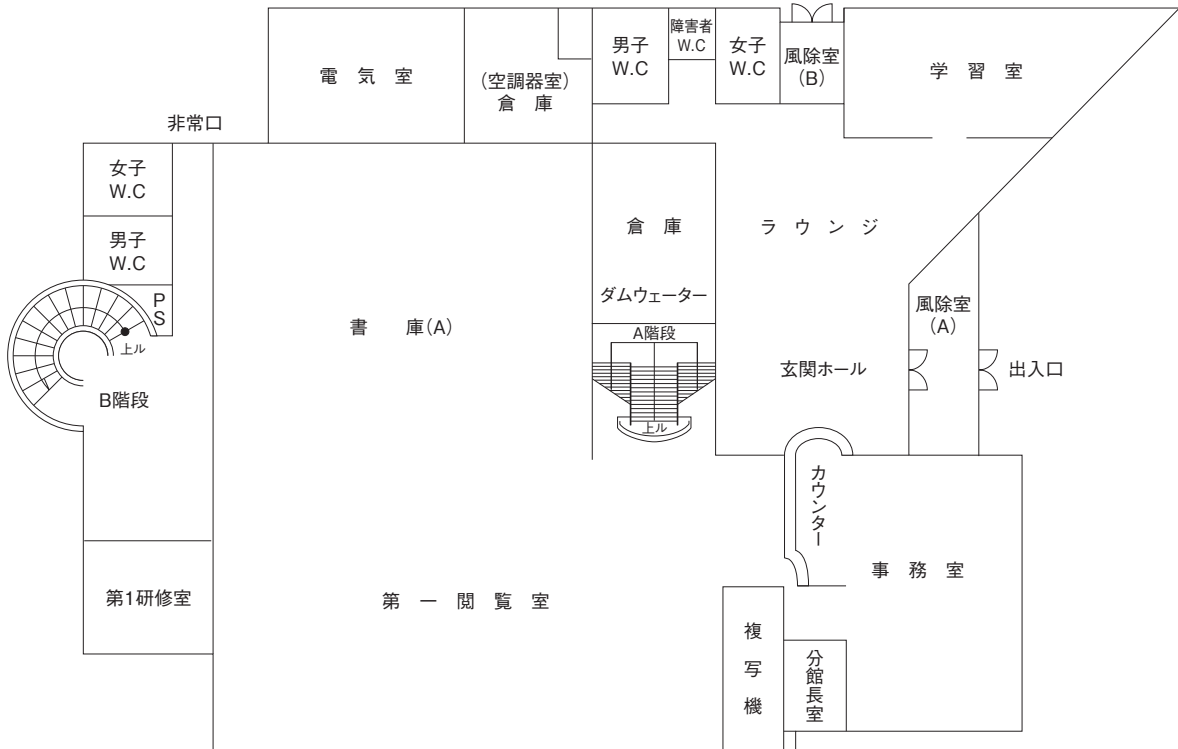 電気室
(空調器室)
倉庫
男子
W.C
障害者
W.C
女子
W.C
風除室
(B)
学習室
非常口
女子
W.C
男子
W.C
PS
上ル
B階段
書庫(A)
倉庫
ダムウェーター
A階段
上ル
ラウンジ
風除室
(A)
玄関ホール
出入口
カウンター
事務室
第1研修室
第一閲覧室
複写機
分館長室